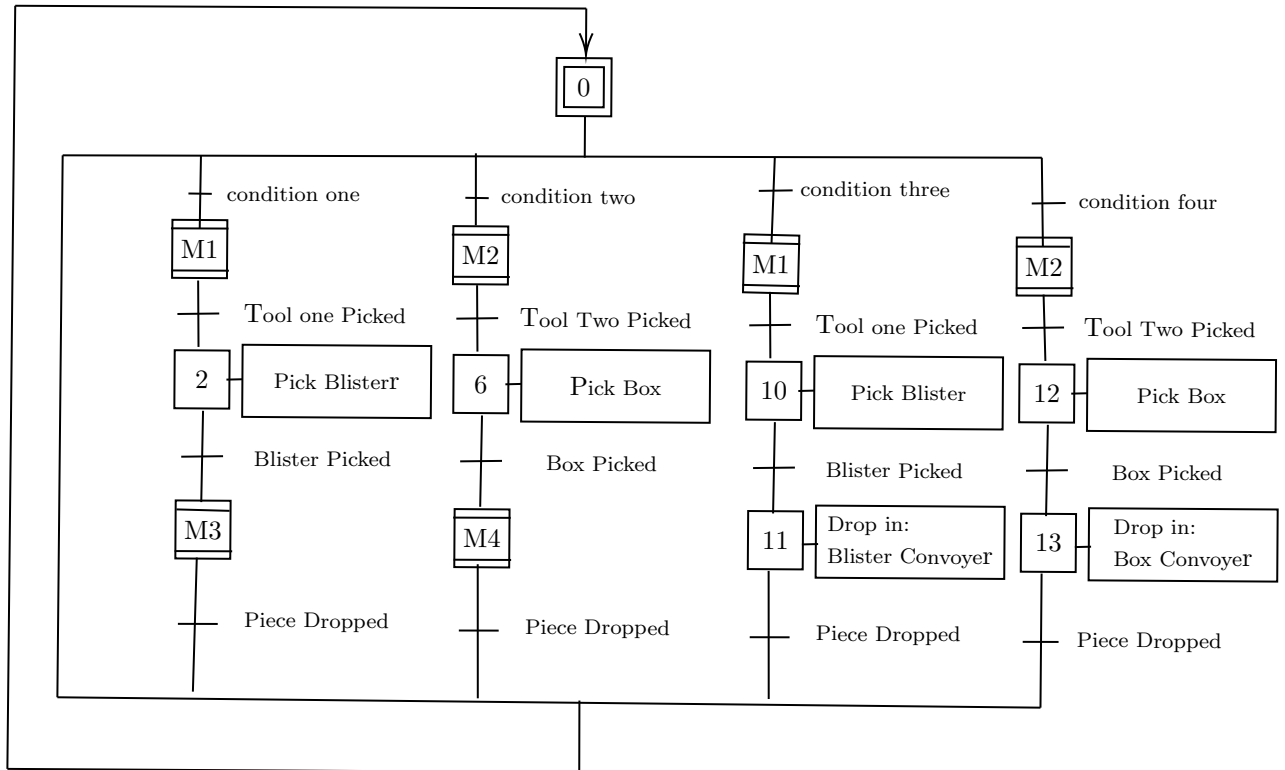 0
condition one
condition two
condition three
condition four
M1
M2
M1
M2
Tool one Picked
Tool Two Picked
Tool one Picked
Tool Two Picked
2
Pick Blisterr
6
Pick Box
10
Pick Blister
12
Pick Box
Blister Picked
Box Picked
Blister Picked
Box Picked
M3
M4
11
Drop in:
Blister Convoyer
13
Drop in:
Box Convoyer
Piece Dropped
Piece Dropped
Piece Dropped
Piece Dropped